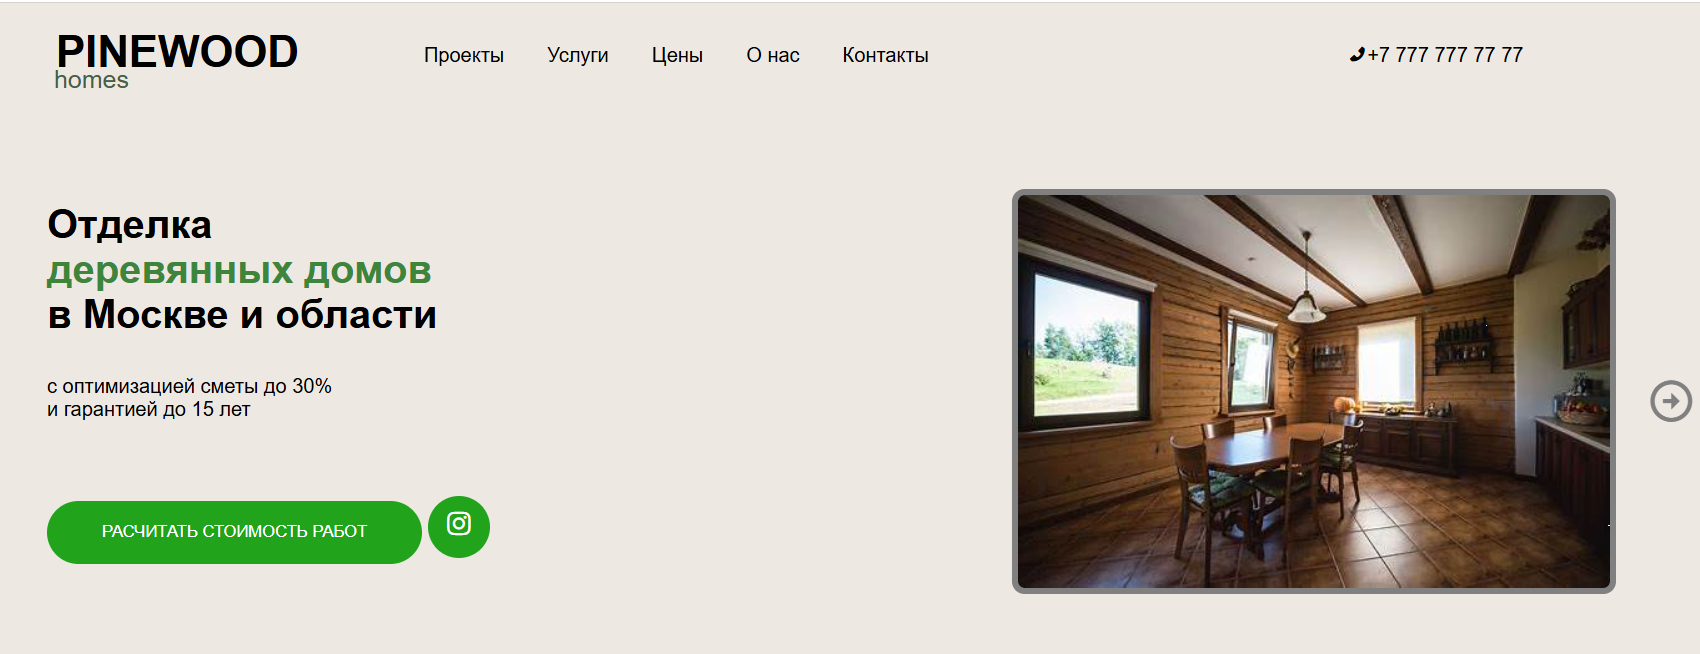 PINEWOOD
homes
Проекты Услуги Цены О нас Контакты
+7 777 777 77 77
Отделка
деревянных домов
в Москве и области
с оптимизацией сметы до 30%
и гарантией до 15 лет
РАСЧИТАТЬ СТОИМОСТЬ РАБОТ